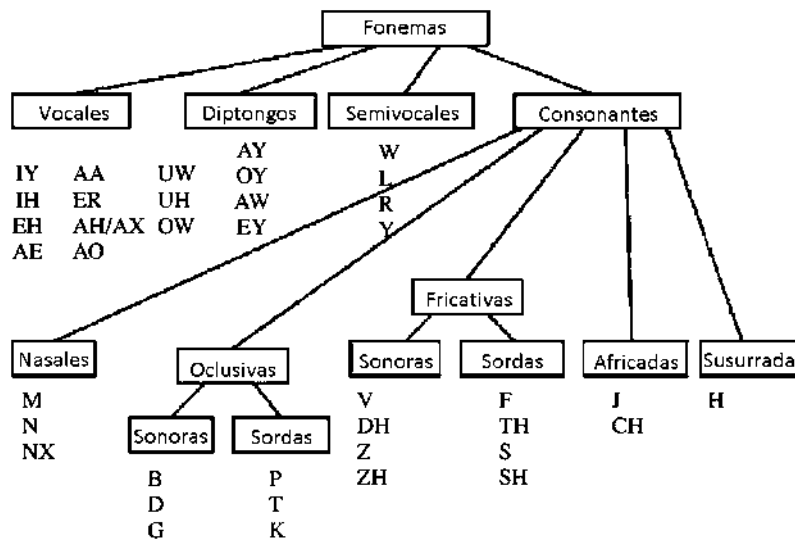 Fonemas
Vocales Diptongos Semivocales Consonantes
AY W
IY AA UW OY L
IH ER UH AW R
EH AH/AX OW EY Y
AE AO
Fricativas
Nasales Oclusivas Sonoras Sordas Africadas Susurrada
M V F J H
N Sonoras Sordas DH TH CH
NX Z S
B P ZH SH
D T
G K